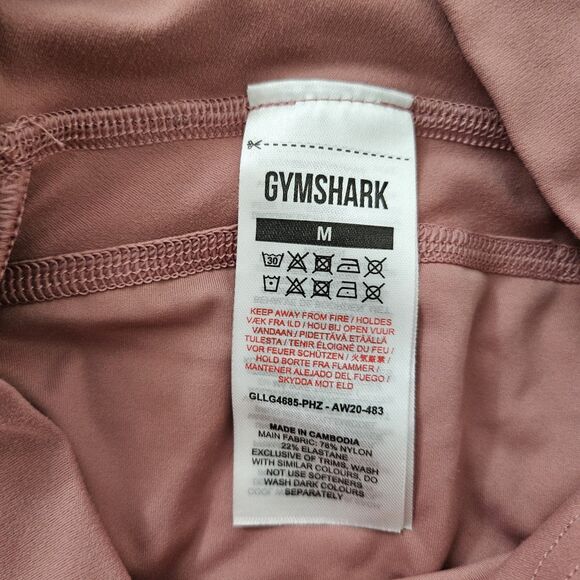 GYMSHARK
M
30
KEEP AWAY FROM FIRE / HOLDES
VÆK FRA ILD / HOU BIJ OPEN VUUR
VANDAAN / PIDETTÄVÄ ETÄÄLLÄ
TULESTA / TENIR ÉLOIGNÉ DU FEU /
VOR FEUER SCHÜTZEN / 火気厳禁 /
HOLD BORTE FRA FLAMMER /
MANTENER ALEJADO DEL FUEGO /
SKYDDA MOT ELD
GLLG4685-PHZ - AW20-483
MADE IN CAMBODIA
MAIN FABRIC: 78% NYLON
22% ELASTANE
EXCLUSIVE OF TRIMS, WASH
WITH SIMILAR COLOURS, DO
NOT USE SOFTENERS
WASH DARK COLOURS
SEPARATELY